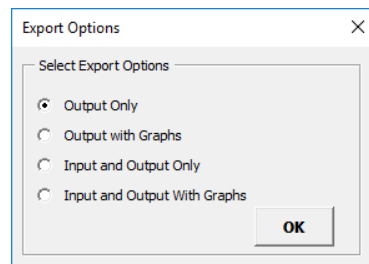 Export Options
Select Export Options
Output Only
Output with Graphs
Input and Output Only
Input and Output With Graphs
OK